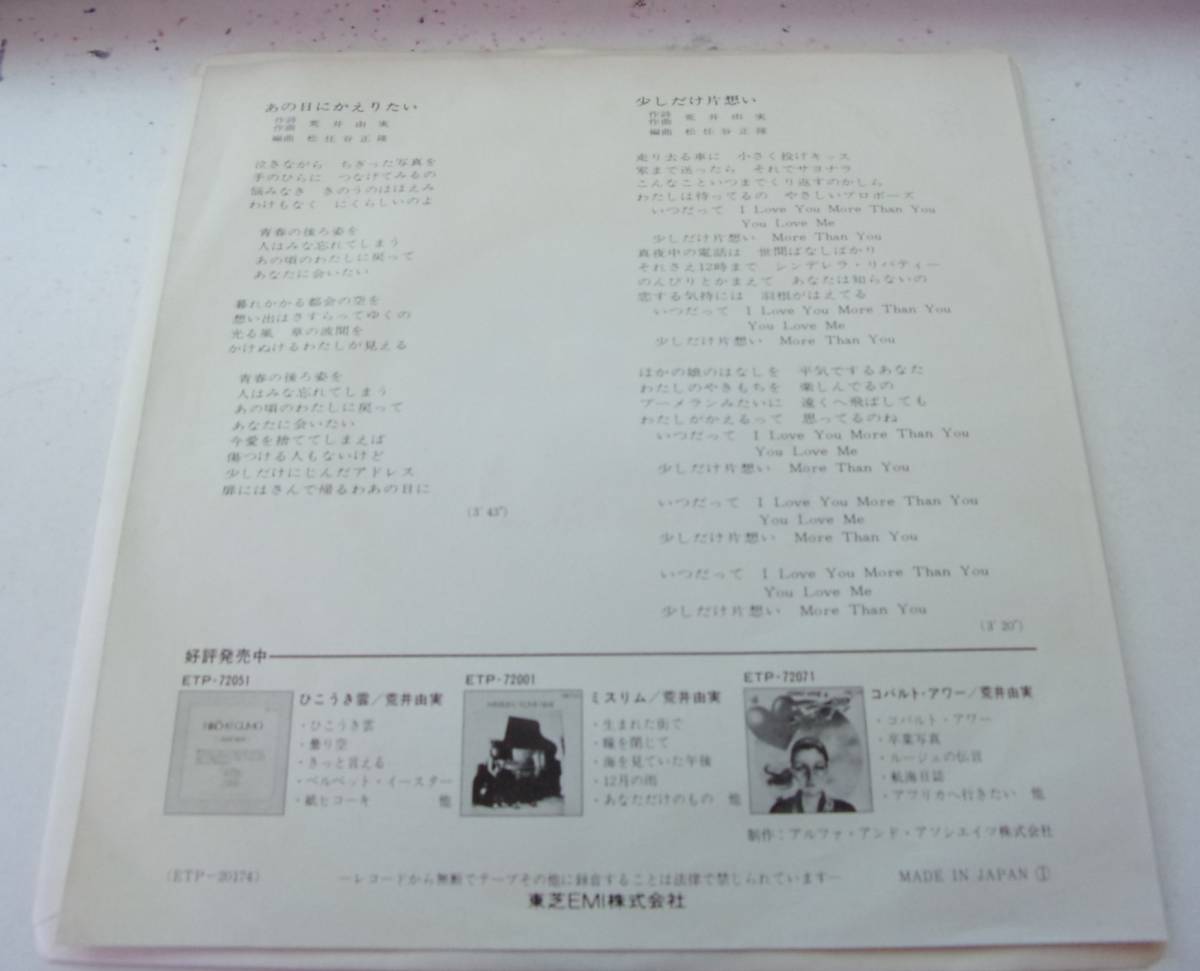 あの日にかえりたい
作詩
作曲 荒井由実
編曲 松任谷正隆
泣きながら ちぎった写真を
手のひらに つなげてみるの
悩みなき きのうのほほえみ
わけもなく にくらしいのよ
青春の後ろ姿を
人はみな忘れてしまう
あの頃のわたしに戻って
あなたに会いたい
暮れかかる都会の空を
想い出はさすらってゆくの
光る風 草の波間を
かけぬけるわたしが見える
青春の後ろ姿を
人はみな忘れてしまう
あの頃のわたしに戻って
あなたに会いたい
今愛を捨ててしまえば
傷つける人もないけど
少しだけにじんだアドレス
扉にはさんで帰るわあの日に
(3′43″)
少しだけ片想い
作詩
作曲 荒井由実
編曲 松任谷正隆
走り去る車に 小さく投げキッス
家まで送ったら それでサヨナラ
こんなこといつまでくり返すのかしら
わたしは待ってるの やさしいプロポーズ
いつだって I Love You More Than You
You Love Me
少しだけ片想い More Than You
真夜中の電話は 世間ばなしばかり
それさえ12時まで シンデレラ・リバティー
のんびりとかまえて あなたは知らないの
恋する気持には 羽根がはえてる
いつだって I Love You More Than You
You Love Me
少しだけ片想い More Than You
ほかの娘のはなしを 平気でするあなた
わたしのやきもちを 楽しんでるの
ブーメランみたいに 遠くへ飛ばしても
わたしがかえるって 思ってるのね
いつだって I Love You More Than You
You Love Me
少しだけ片想い More Than You
いつだって I Love You More Than You
You Love Me
少しだけ片想い More Than You
いつだって I Love You More Than You
You Love Me
少しだけ片想い More Than You
(3′20″)
好評発売中
ETP-72051
ひこうき雲/荒井由実
・ひこうき雲
・曇り空
・きっと言える
・ベルベット・イースター
・紙ヒコーキ 他
ETP-72001
ミスリム/荒井由実
・生まれた街で
・瞳を閉じて
・海を見ていた午後
・12月の雨
・あなただけのもの 他
ETP-72071
コバルト・アワー/荒井由実
・コバルト・アワー
・卒業写真
・ルージュの伝言
・航海日誌
・アフリカへ行きたい 他
制作：アルファ・アンド・アソシエイツ株式会社
(ETP-20174)
—レコードから無断でテープその他に録音することは法律で禁じられています—
MADE IN JAPAN ①
東芝EMI株式会社